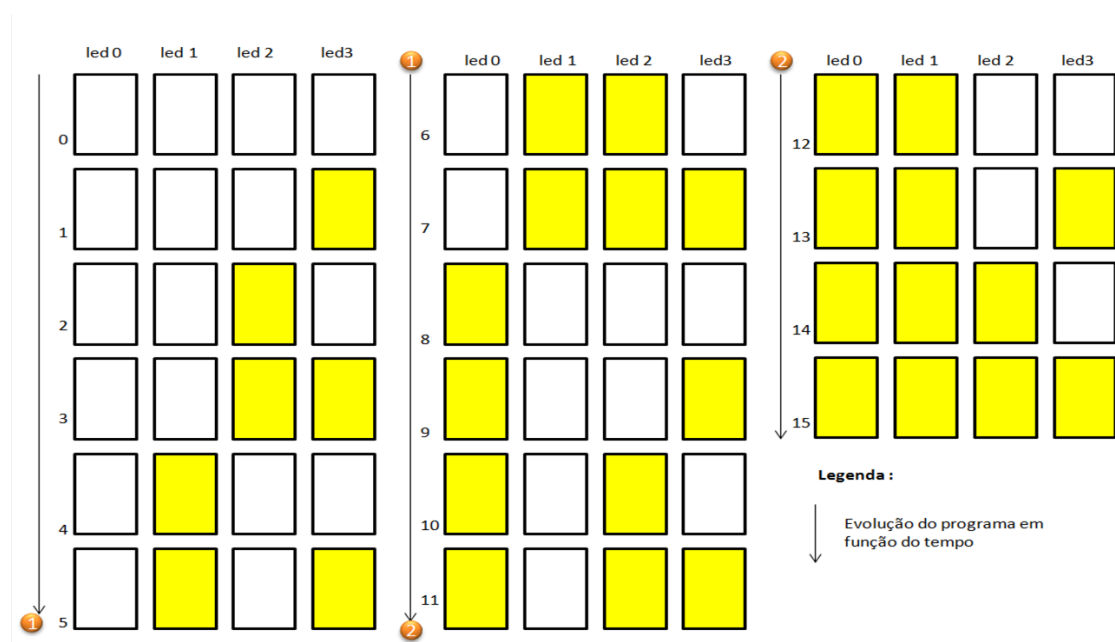 led 0 led 1 led 2 led3
0
1
2
3
4
1 5
1 led 0 led 1 led 2 led3
6
7
8
9
10
11
2
2 led 0 led 1 led 2 led3
12
13
14
15
Legenda :
Evolução do programa em
função do tempo